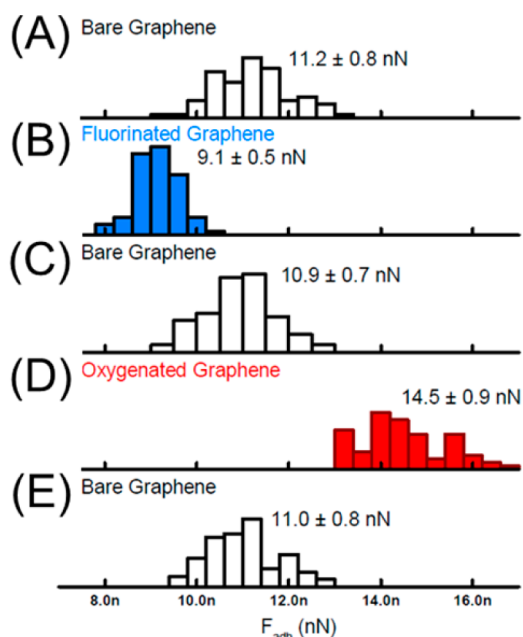 (A) Bare Graphene
11.2 ± 0.8 nN
(B) Fluorinated Graphene
9.1 ± 0.5 nN
(C) Bare Graphene
10.9 ± 0.7 nN
(D) Oxygenated Graphene
14.5 ± 0.9 nN
(E) Bare Graphene
11.0 ± 0.8 nN
8.0n 10.0n 12.0n 14.0n 16.0n
F_adh (nN)